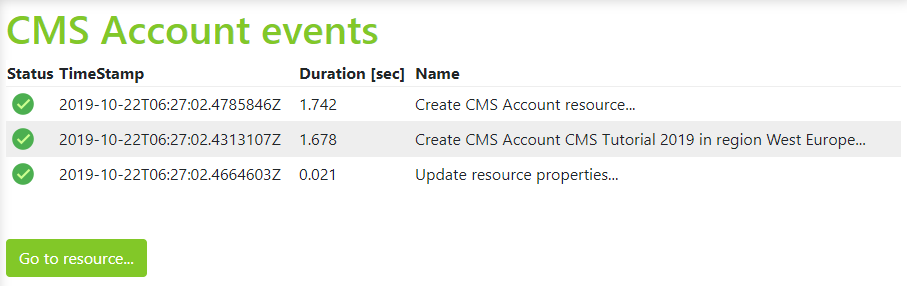 CMS Account events
Status TimeStamp Duration [sec] Name
2019-10-22T06:27:02.4785846Z 1.742 Create CMS Account resource...
2019-10-22T06:27:02.4313107Z 1.678 Create CMS Account CMS Tutorial 2019 in region West Europe...
2019-10-22T06:27:02.4664603Z 0.021 Update resource properties...
Go to resource...